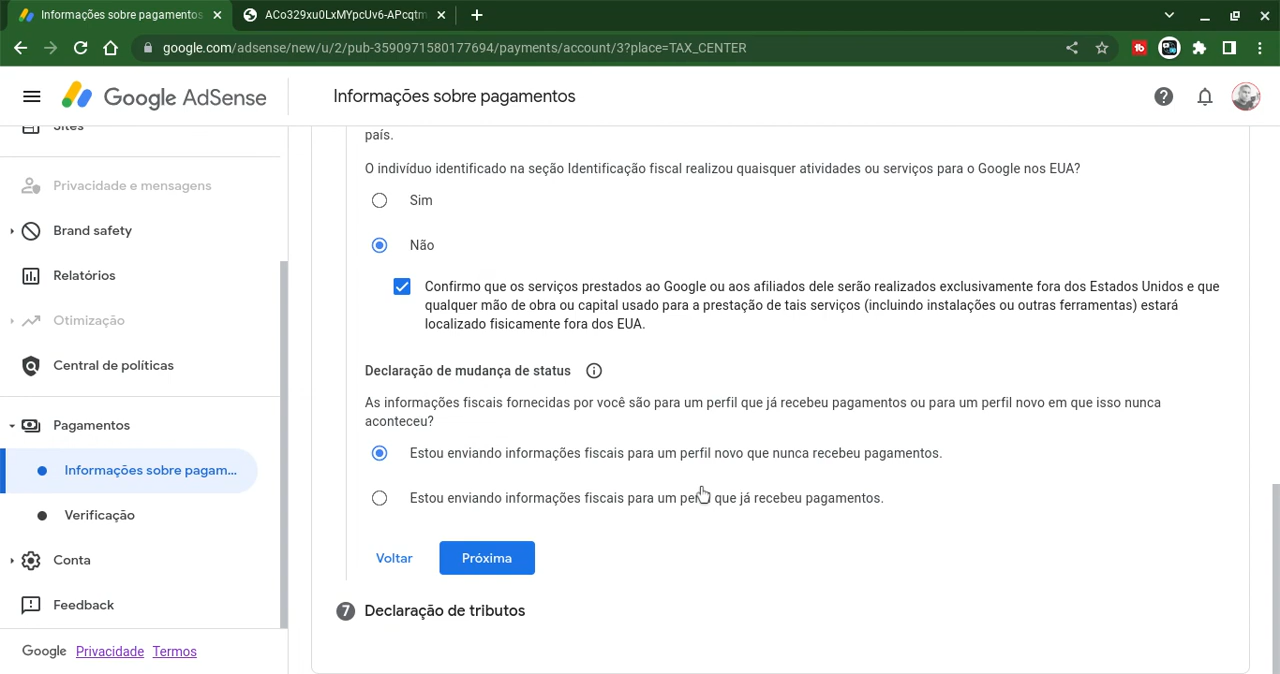 Informações sobre pagamentos
ACo329xu0LxMYpcUv6-APcqtm
google.com/adsense/new/u/2/pub-3590971580177694/payments/account/3?place=TAX_CENTER
Google AdSense
Informações sobre pagamentos
Sites
Privacidade e mensagens
Brand safety
Relatórios
Otimização
Central de políticas
Pagamentos
Informações sobre pagam...
Verificação
Conta
Feedback
Google Privacidade Termos
país.
O indivíduo identificado na seção Identificação fiscal realizou quaisquer atividades ou serviços para o Google nos EUA?
Sim
Não
Confirmo que os serviços prestados ao Google ou aos afiliados dele serão realizados exclusivamente fora dos Estados Unidos e que
qualquer mão de obra ou capital usado para a prestação de tais serviços (incluindo instalações ou outras ferramentas) estará
localizado fisicamente fora dos EUA.
Declaração de mudança de status
As informações fiscais fornecidas por você são para um perfil que já recebeu pagamentos ou para um perfil novo em que isso nunca
aconteceu?
Estou enviando informações fiscais para um perfil novo que nunca recebeu pagamentos.
Estou enviando informações fiscais para um perfil que já recebeu pagamentos.
Voltar
Próxima
7 Declaração de tributos